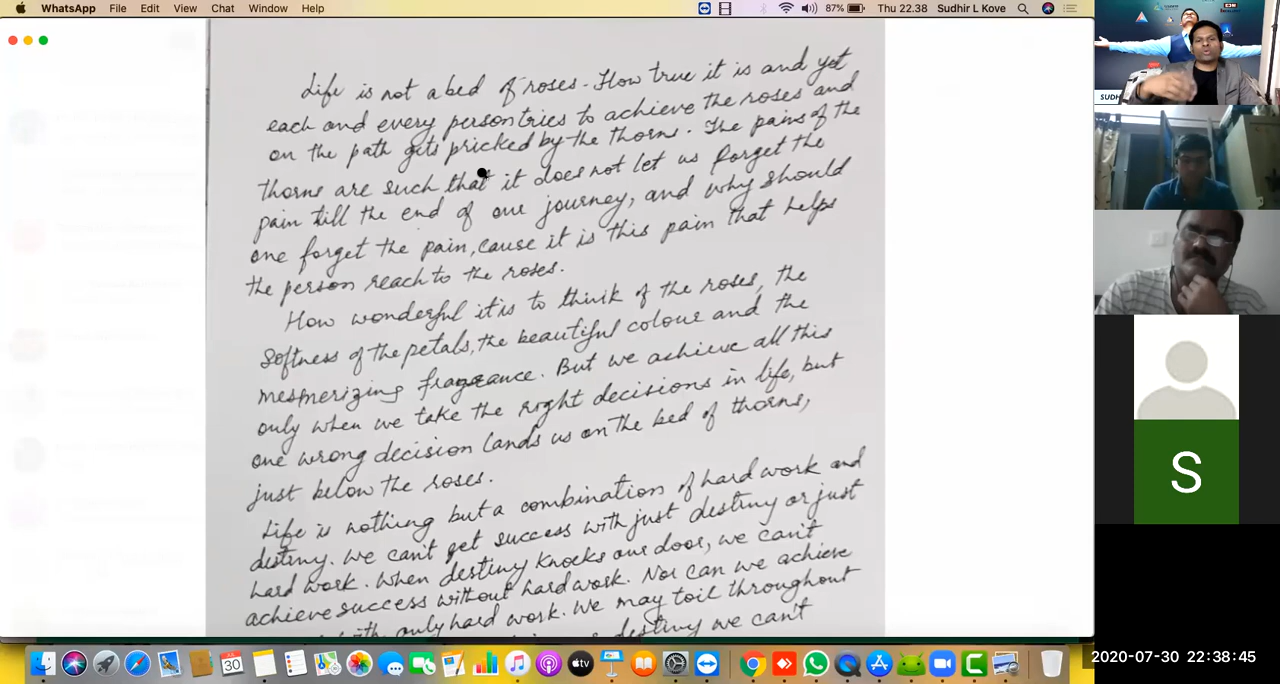 WhatsApp File Edit View Chat Window Help 87% Thu 22.38 Sudhir L Kove
Life is not a bed of roses. How true it is and yet
each and every person tries to achieve the roses and
on the path gets pricked by the thorns. The pains of the
thorns are such that it does not let us forget the
pain till the end of our journey, and why should
one forget the pain, cause it is this pain that helps
the person reach to the roses.
How wonderful it is to think of the roses, the
softness of the petals, the beautiful colour and the
mesmerizing fragrance. But we achieve all this
only when we take the right decisions in life, but
one wrong decision lands us on the bed of thorns,
just below the roses.
Life is nothing but a combination of hard work and
destiny. We can't get success with just destiny or just
hard work. When destiny knocks our door, we can't
achieve success without hard work. Nor can we achieve
with only hard work. We may toil throughout
destiny we can't
SUDH
S
30
tv
2020-07-30 22:38:45